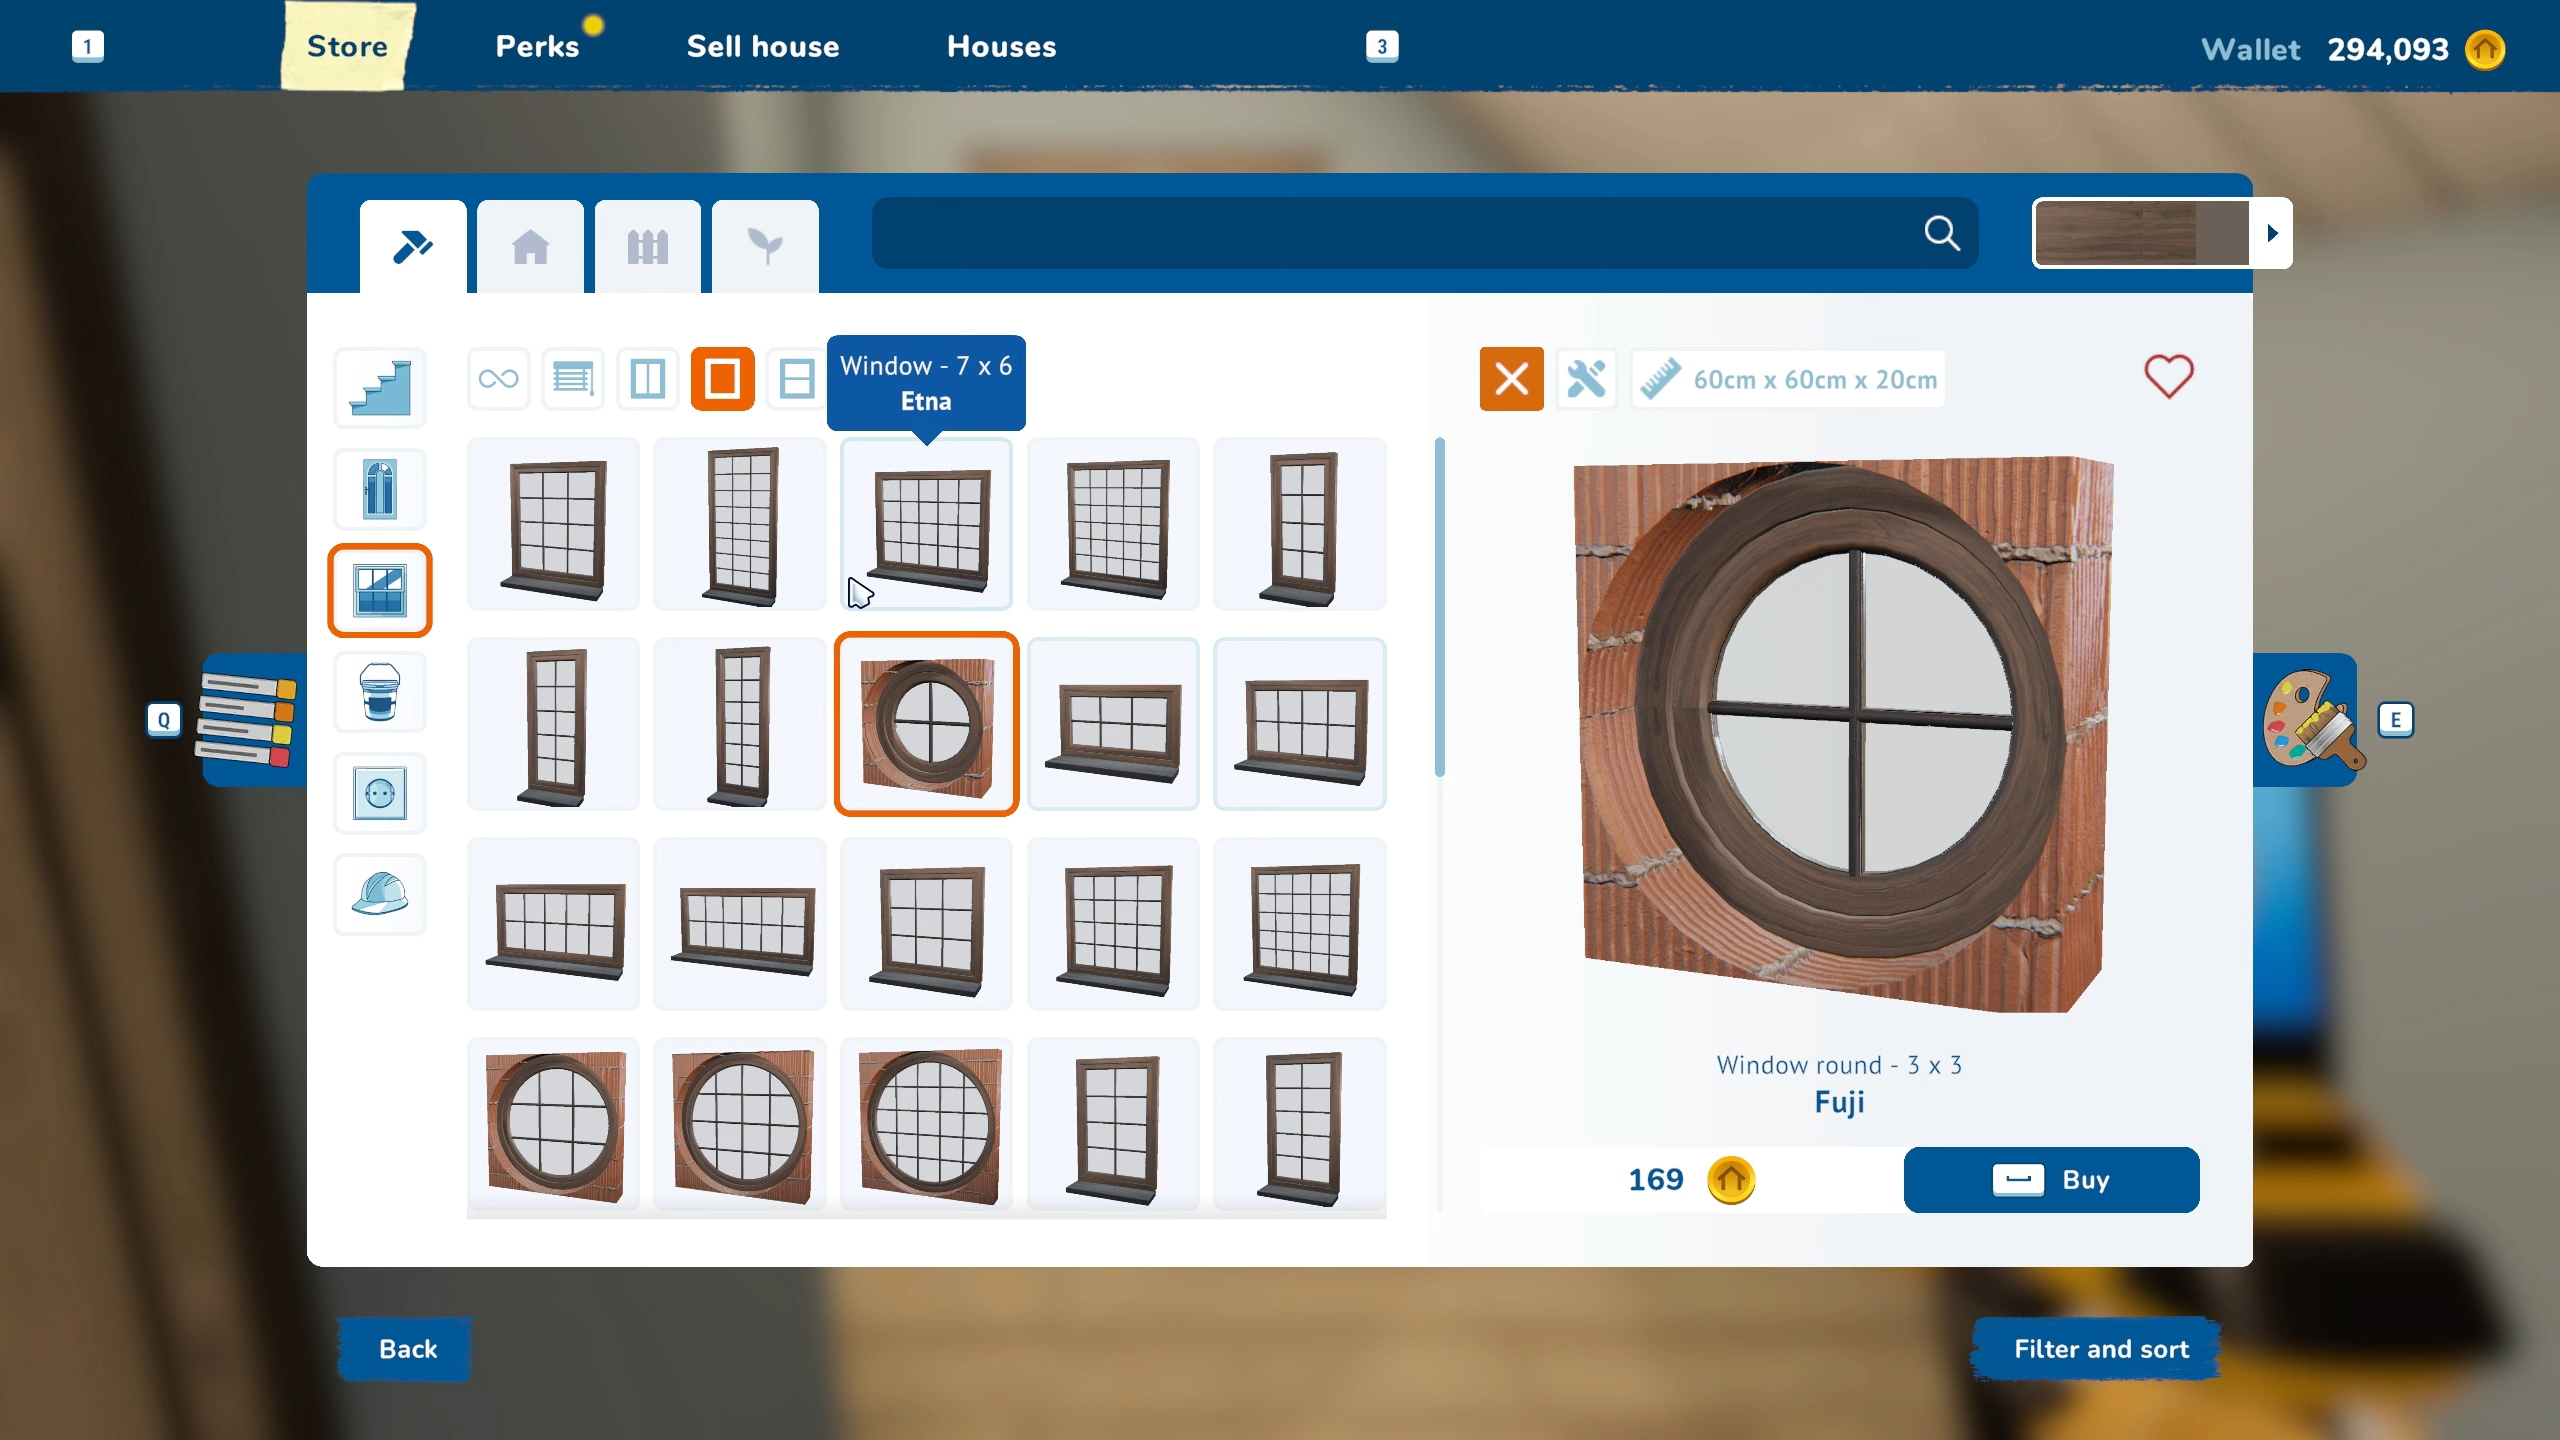 1
Store
Perks
Sell house
Houses
3
Wallet 294,093
Window - 7 x 6
Etna
60cm x 60cm x 20cm
Q
E
Window round - 3 x 3
Fuji
169
Buy
Back
Filter and sort